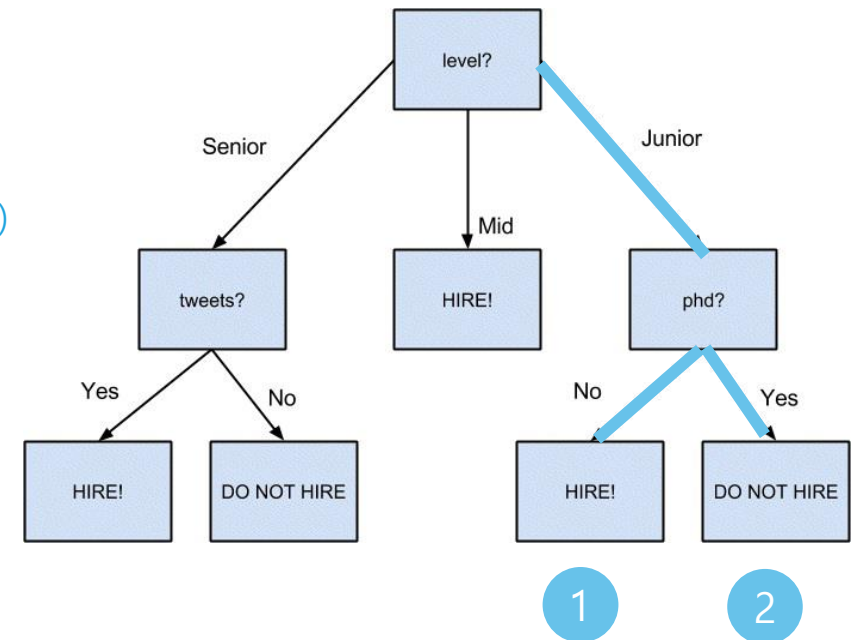 level?
Senior
Junior
Mid
tweets?
HIRE!
phd?
Yes
No
No
Yes
HIRE!
DO NOT HIRE
HIRE!
DO NOT HIRE
1
2